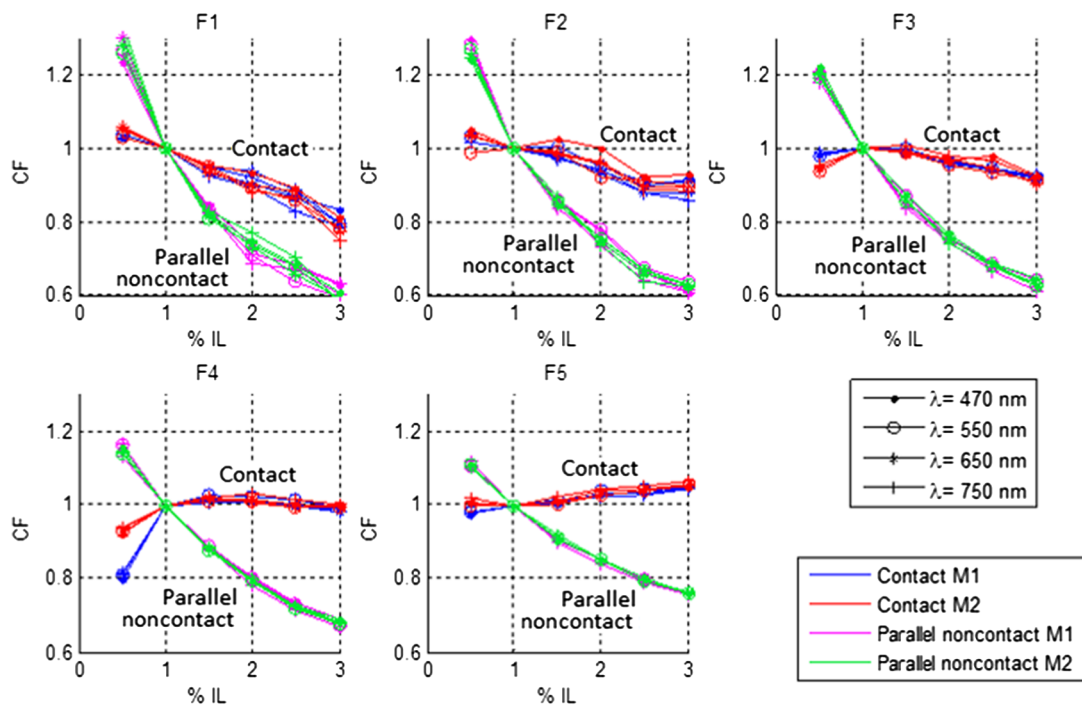 F1
F2
F3
1.2
1
0.8
0.6
CF
Contact
Parallel
noncontact
0
1
2
3
% IL
1.2
1
0.8
0.6
CF
Contact
Parallel
noncontact
0
1
2
3
% IL
1.2
1
0.8
0.6
CF
Contact
Parallel
noncontact
0
1
2
3
% IL
F4
F5
1.2
1
0.8
0.6
CF
Contact
Parallel
noncontact
0
1
2
3
% IL
1.2
1
0.8
0.6
CF
Contact
Parallel
noncontact
0
1
2
3
% IL
λ= 470 nm
λ= 550 nm
λ= 650 nm
λ= 750 nm
Contact M1
Contact M2
Parallel noncontact M1
Parallel noncontact M2